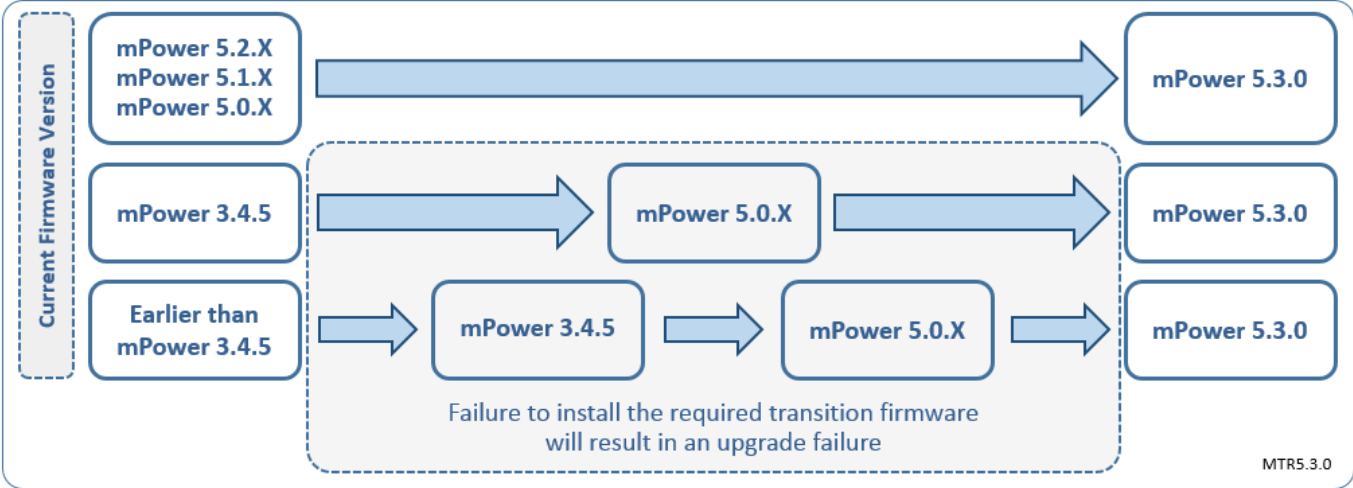 Current Firmware Version
mPower 5.2.X
mPower 5.1.X
mPower 5.0.X
mPower 5.3.0
mPower 3.4.5
mPower 5.0.X
mPower 5.3.0
Earlier than
mPower 3.4.5
mPower 3.4.5
mPower 5.0.X
mPower 5.3.0
Failure to install the required transition firmware
will result in an upgrade failure
MTR5.3.0